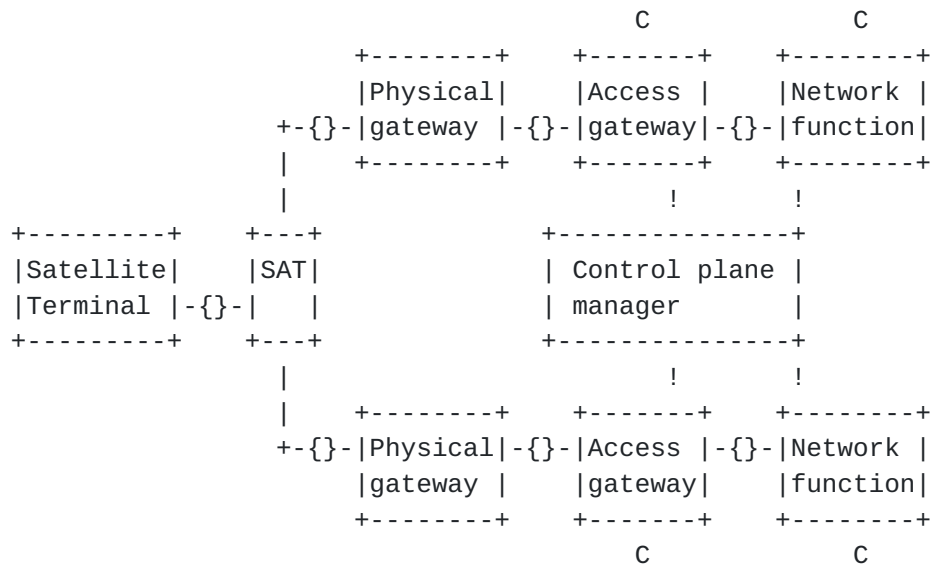 C             C
                       +--------+    +-------+    +--------+
                       |Physical|    |Access |    |Network |
                  +-{}-|gateway |-{}-|gateway|-{}-|function|
                  |    +--------+    +-------+    +--------+
                  |                        !       !
 +---------+    +---+              +---------------+
 |Satellite|    |SAT|              | Control plane |
 |Terminal |-{}-|   |              | manager       |
 +---------+    +---+              +---------------+
                  |                        !       !
                  |    +--------+    +-------+    +--------+
                  +-{}-|Physical|-{}-|Access |-{}-|Network |
                       |gateway |    |gateway|    |function|
                       +--------+    +-------+    +--------+
                                         C             C